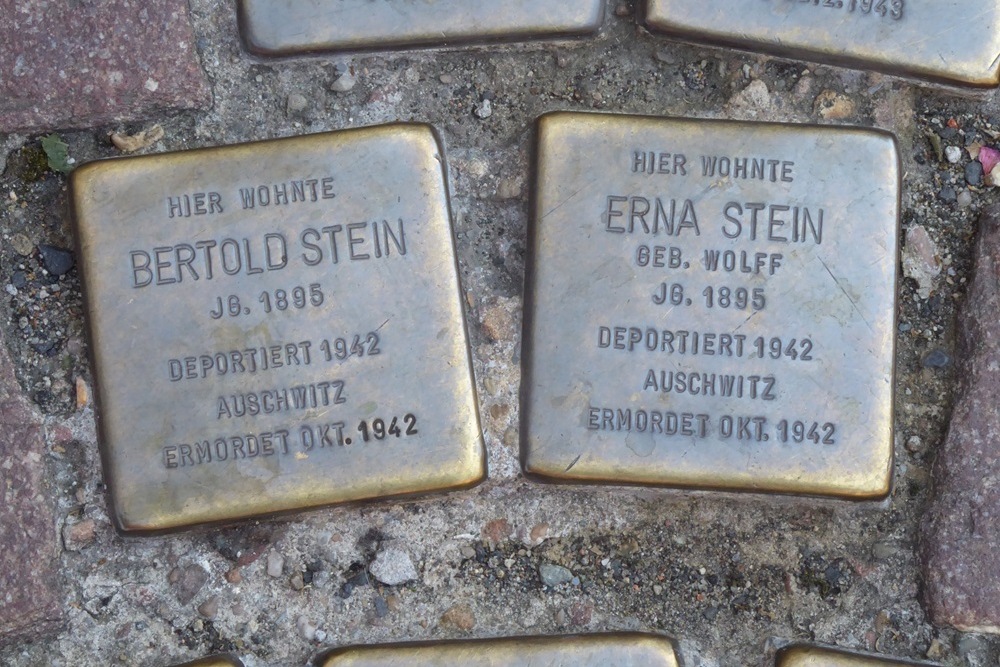 1943
HIER WOHNTE
BERTOLD STEIN
JG. 1895
DEPORTIERT 1942
AUSCHWITZ
ERMORDET OKT. 1942
HIER WOHNTE
ERNA STEIN
GEB. WOLFF
JG. 1895
DEPORTIERT 1942
AUSCHWITZ
ERMORDET OKT. 1942